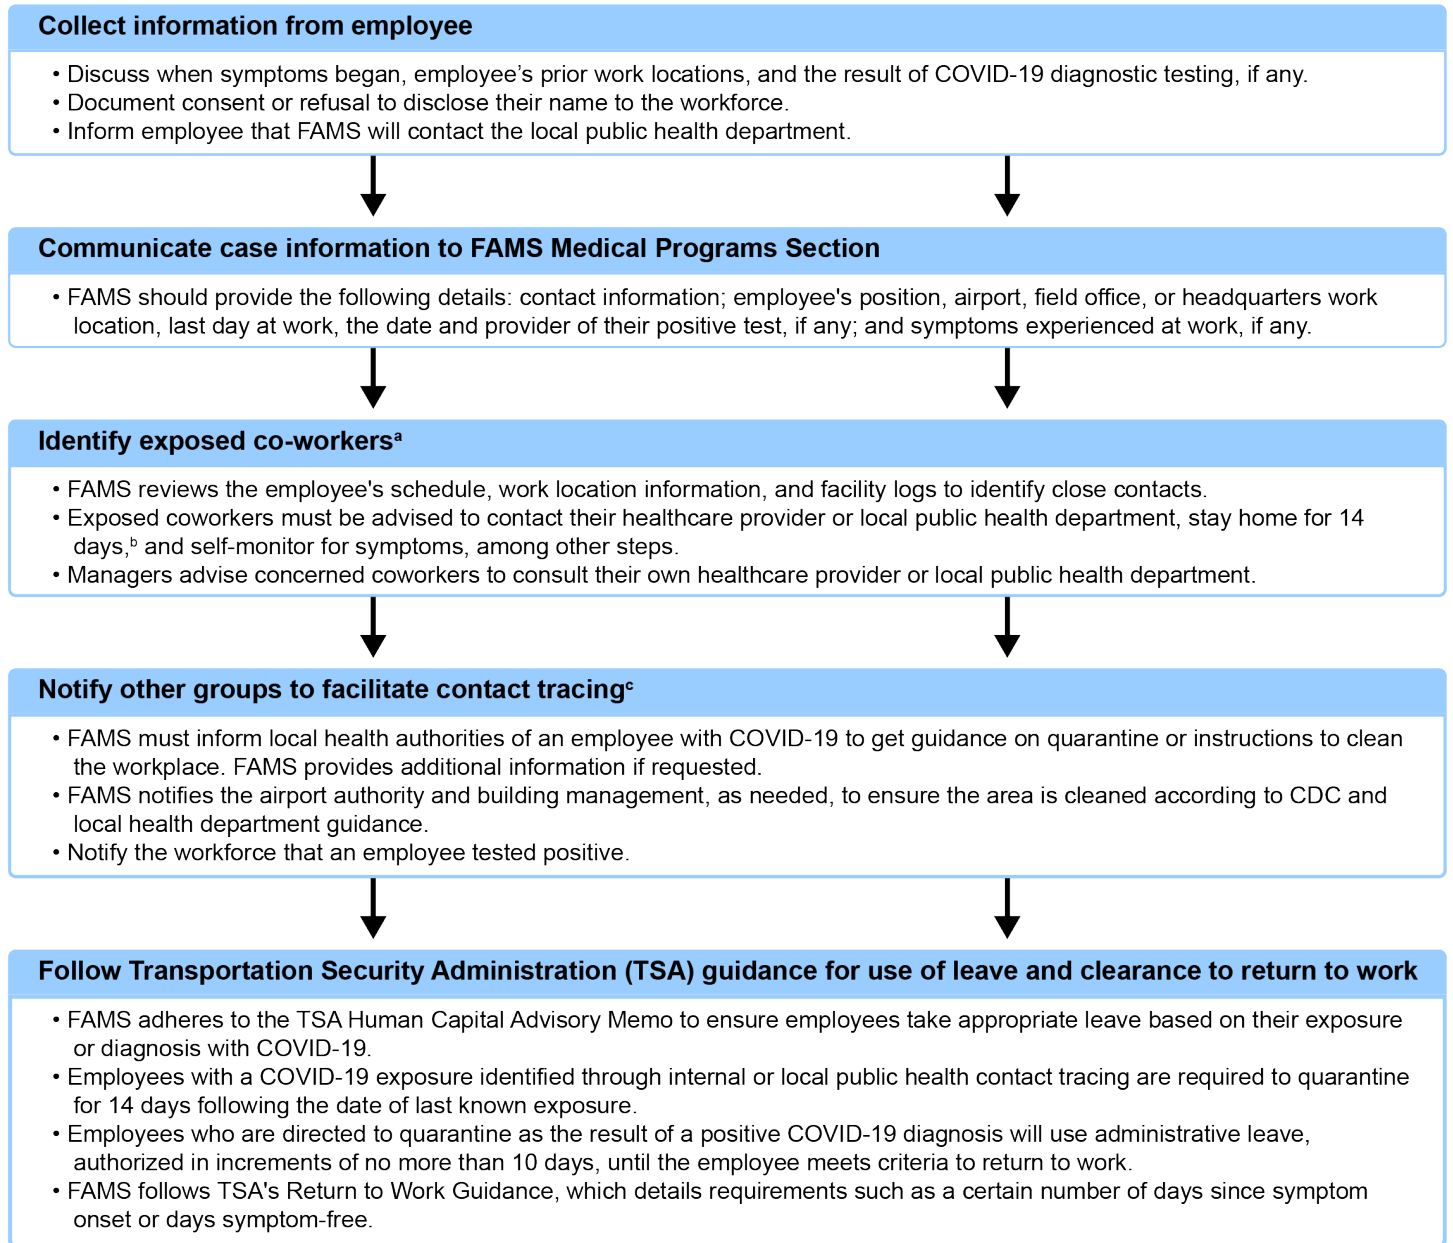 Collect information from employee
• Discuss when symptoms began, employee’s prior work locations, and the result of COVID-19 diagnostic testing, if any.
• Document consent or refusal to disclose their name to the workforce.
• Inform employee that FAMS will contact the local public health department.
Communicate case information to FAMS Medical Programs Section
• FAMS should provide the following details: contact information; employee's position, airport, field office, or headquarters work
location, last day at work, the date and provider of their positive test, if any; and symptoms experienced at work, if any.
Identify exposed co-workersᵃ
• FAMS reviews the employee's schedule, work location information, and facility logs to identify close contacts.
• Exposed coworkers must be advised to contact their healthcare provider or local public health department, stay home for 14
days,ᵇ and self-monitor for symptoms, among other steps.
• Managers advise concerned coworkers to consult their own healthcare provider or local public health department.
Notify other groups to facilitate contact tracingᶜ
• FAMS must inform local health authorities of an employee with COVID-19 to get guidance on quarantine or instructions to clean
the workplace. FAMS provides additional information if requested.
• FAMS notifies the airport authority and building management, as needed, to ensure the area is cleaned according to CDC and
local health department guidance.
• Notify the workforce that an employee tested positive.
Follow Transportation Security Administration (TSA) guidance for use of leave and clearance to return to work
• FAMS adheres to the TSA Human Capital Advisory Memo to ensure employees take appropriate leave based on their exposure
or diagnosis with COVID-19.
• Employees with a COVID-19 exposure identified through internal or local public health contact tracing are required to quarantine
for 14 days following the date of last known exposure.
• Employees who are directed to quarantine as the result of a positive COVID-19 diagnosis will use administrative leave,
authorized in increments of no more than 10 days, until the employee meets criteria to return to work.
• FAMS follows TSA's Return to Work Guidance, which details requirements such as a certain number of days since symptom
onset or days symptom-free.